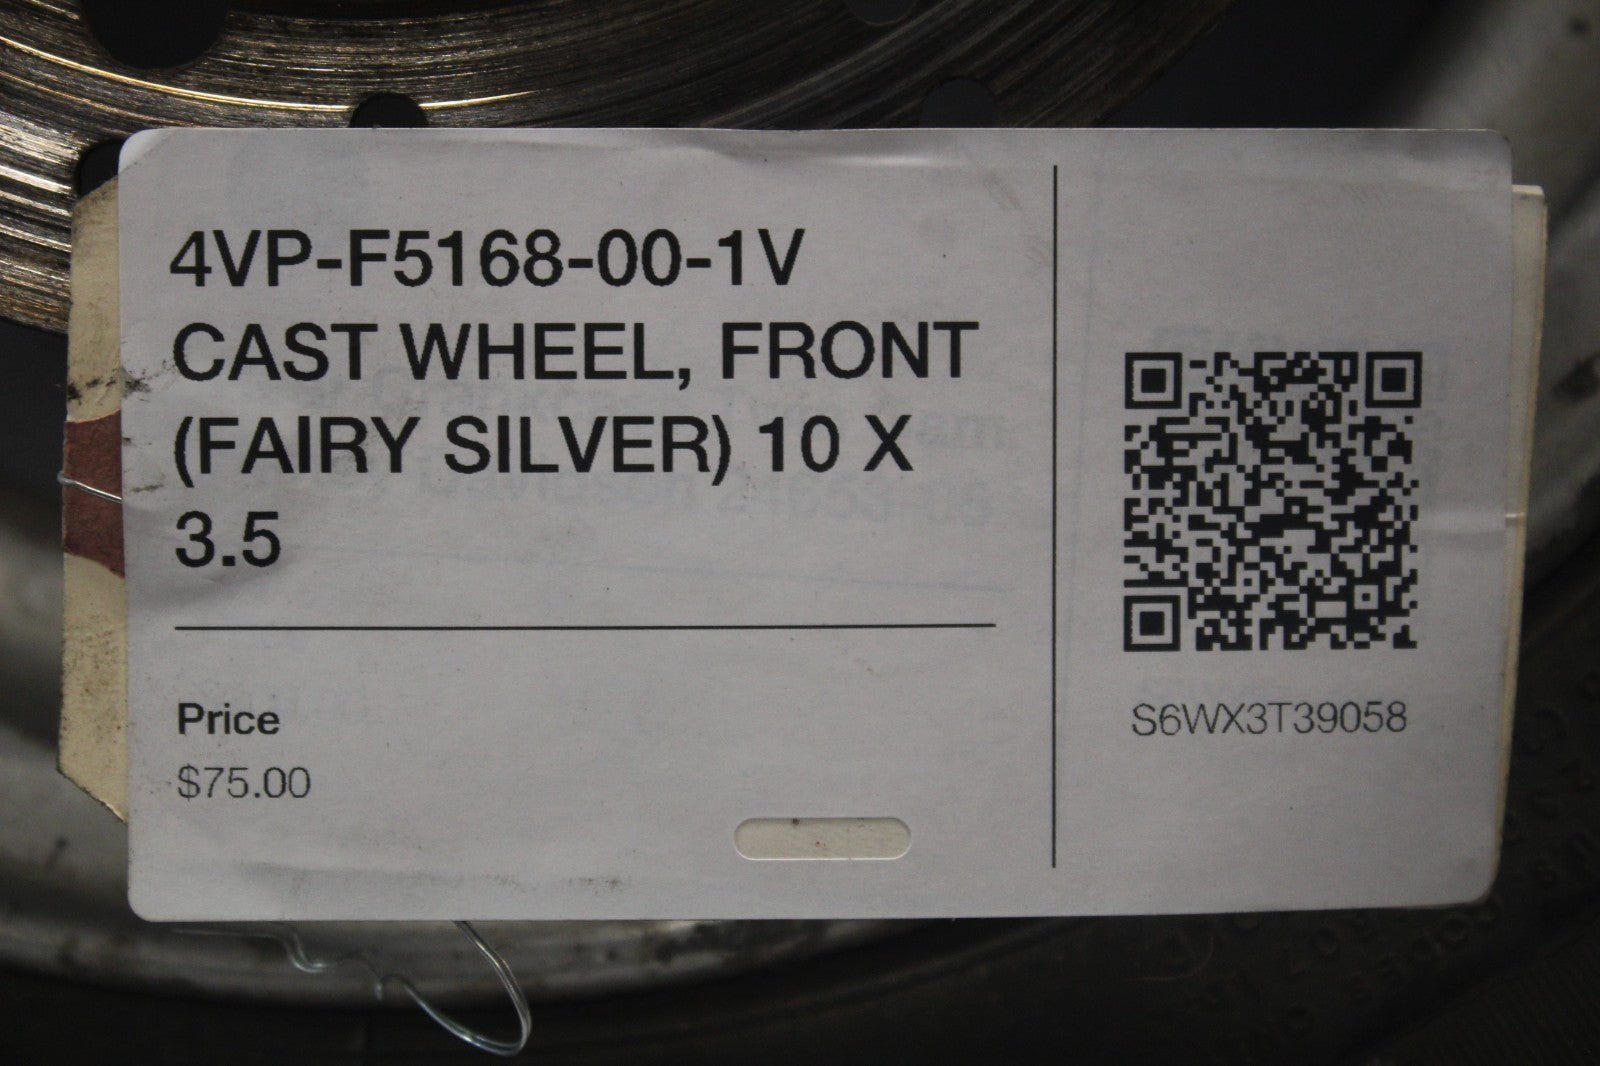 4VP-F5168-00-1V
CAST WHEEL, FRONT
(FAIRY SILVER) 10 X
3.5
Price
$75.00
S6WX3T39058